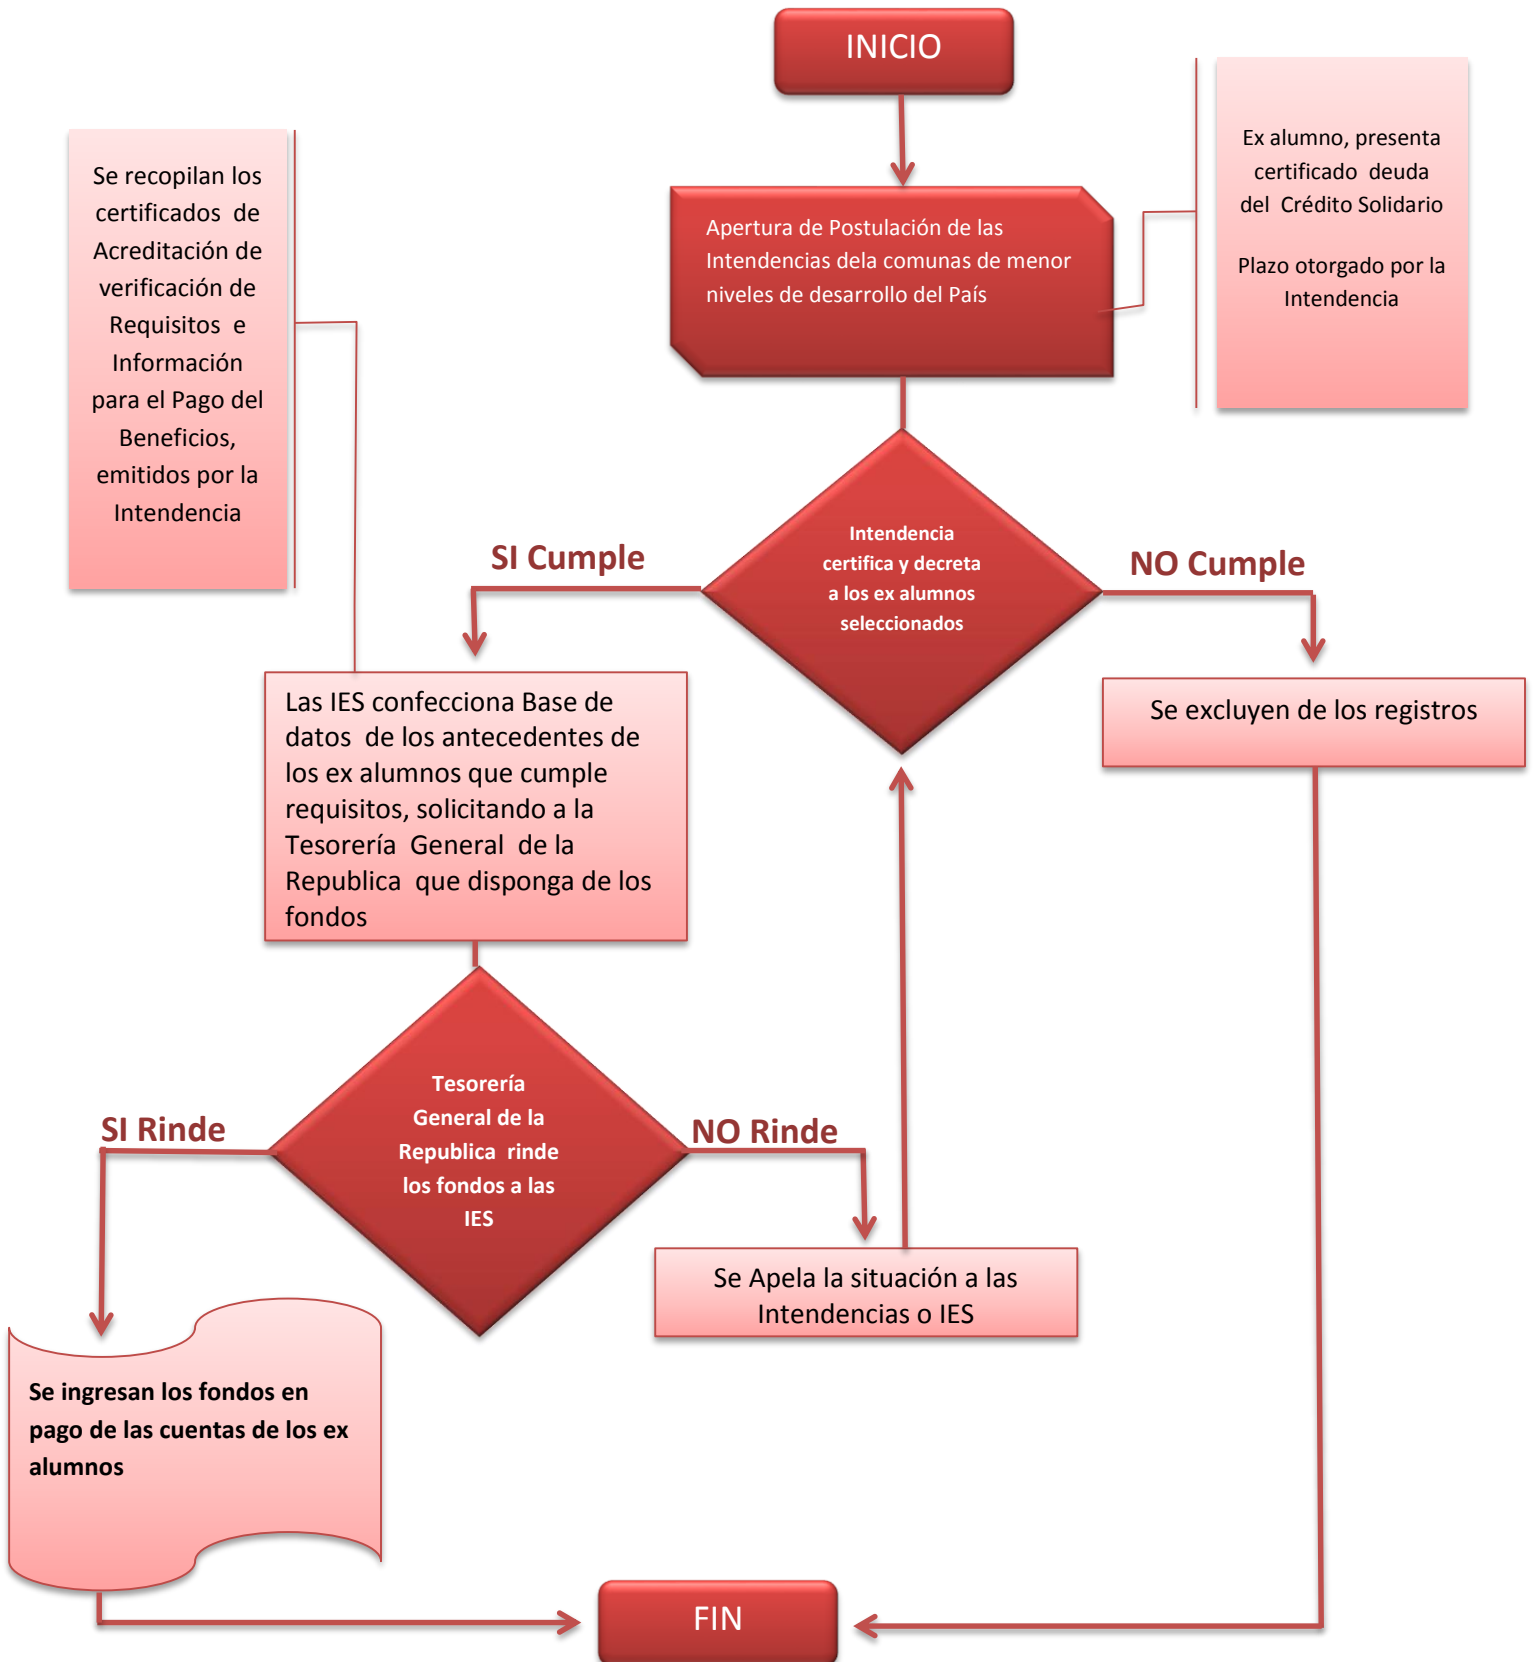 INICIO
Ex alumno, presenta
certificado deuda
del Crédito Solidario
Plazo otorgado por la
Intendencia
Se recopilan los
certificados de
Acreditación de
verificación de
Requisitos e
Información
para el Pago del
Beneficios,
emitidos por la
Intendencia
Apertura de Postulación de las
Intendencias dela comunas de menor
niveles de desarrollo del País
Intendencia
certifica y decreta
a los ex alumnos
seleccionados
SI Cumple
NO Cumple
Las IES confecciona Base de
datos de los antecedentes de
los ex alumnos que cumple
requisitos, solicitando a la
Tesorería General de la
Republica que disponga de los
fondos
Se excluyen de los registros
Tesorería
General de la
Republica rinde
los fondos a las
IES
SI Rinde
NO Rinde
Se Apela la situación a las
Intendencias o IES
Se ingresan los fondos en
pago de las cuentas de los ex
alumnos
FIN